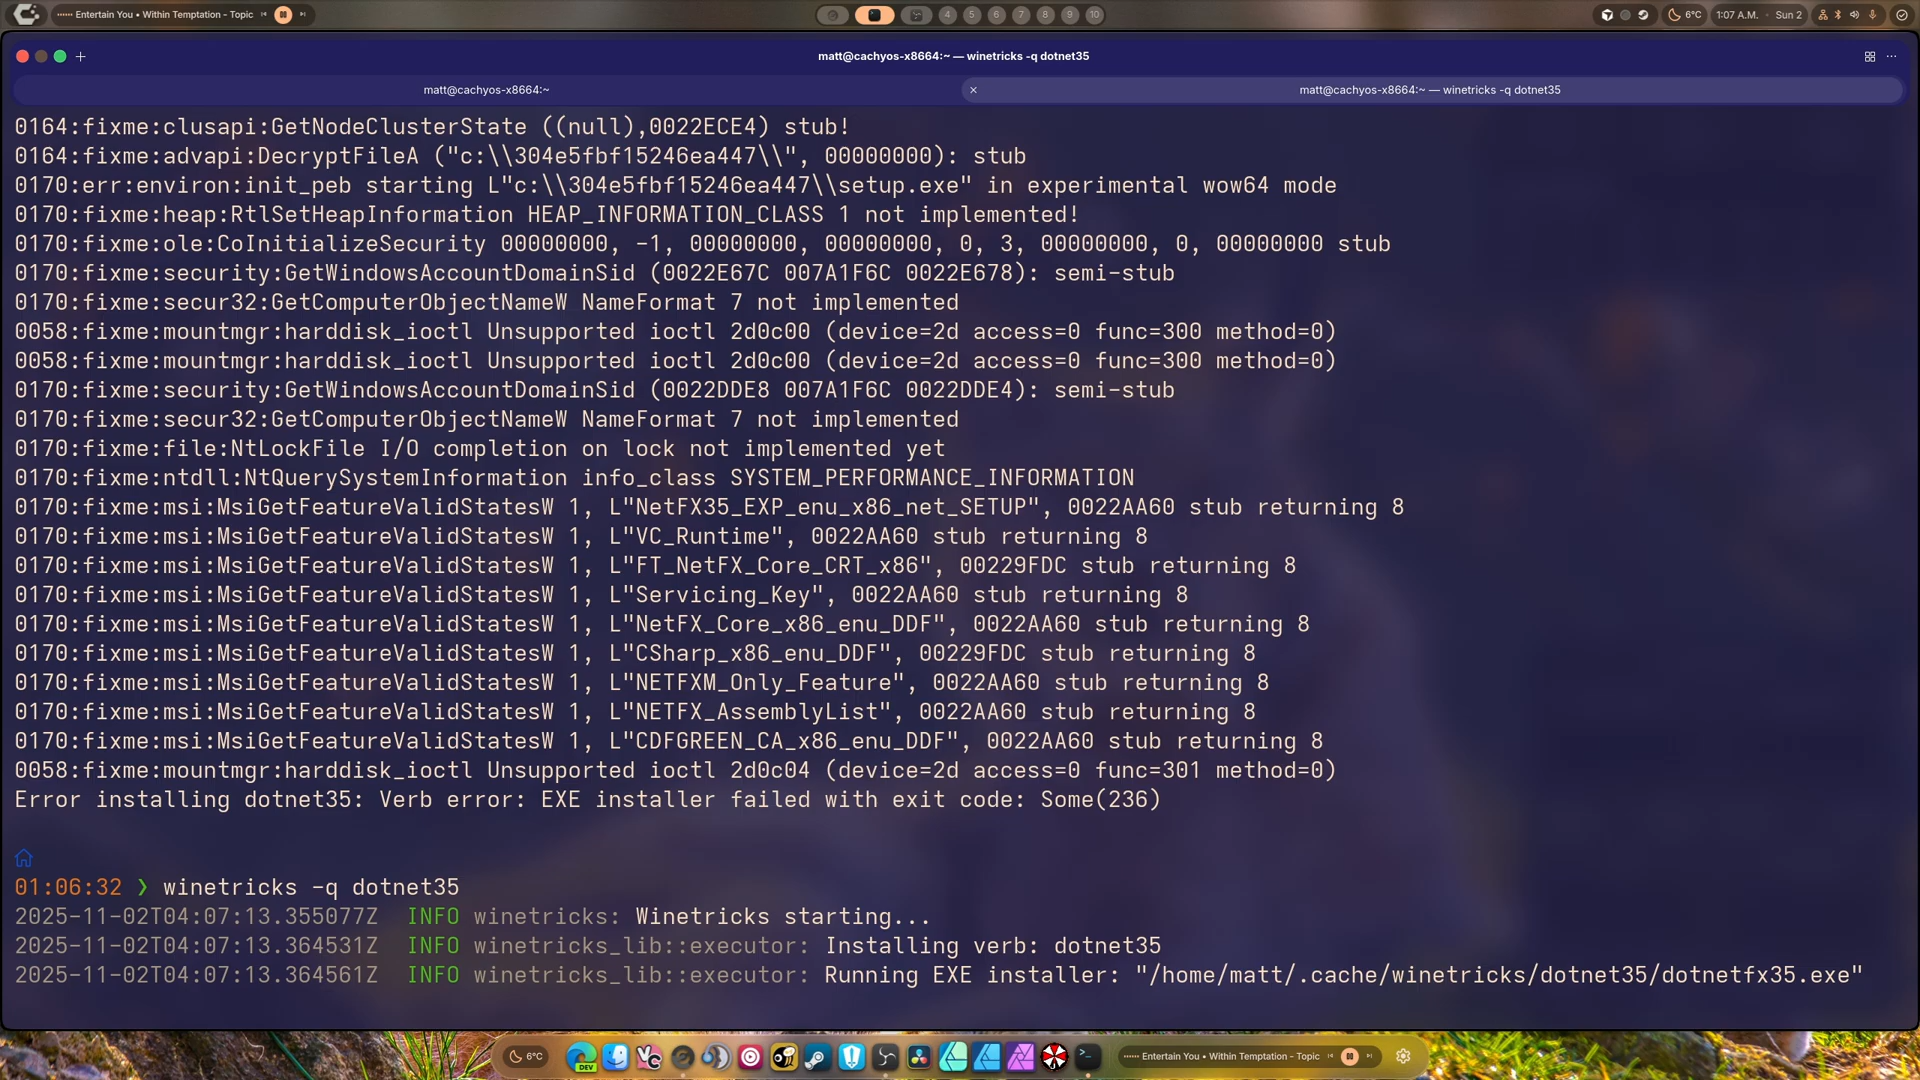 Entertain You • Within Temptation - Topic
4 5 6 7 8 9 10
6°C
1:07 A.M. · Sun 2
matt@cachyos-x8664:~ — winetricks -q dotnet35
matt@cachyos-x8664:~
matt@cachyos-x8664:~ — winetricks -q dotnet35
0164:fixme:clusapi:GetNodeClusterState ((null),0022ECE4) stub!
0164:fixme:advapi:DecryptFileA ("c:\\304e5fbf15246ea447\\", 00000000): stub
0170:err:environ:init_peb starting L"c:\\304e5fbf15246ea447\\setup.exe" in experimental wow64 mode
0170:fixme:heap:RtlSetHeapInformation HEAP_INFORMATION_CLASS 1 not implemented!
0170:fixme:ole:CoInitializeSecurity 00000000, -1, 00000000, 00000000, 0, 3, 00000000, 0, 00000000 stub
0170:fixme:security:GetWindowsAccountDomainSid (0022E67C 007A1F6C 0022E678): semi-stub
0170:fixme:secur32:GetComputerObjectNameW NameFormat 7 not implemented
0058:fixme:mountmgr:harddisk_ioctl Unsupported ioctl 2d0c00 (device=2d access=0 func=300 method=0)
0058:fixme:mountmgr:harddisk_ioctl Unsupported ioctl 2d0c00 (device=2d access=0 func=300 method=0)
0170:fixme:security:GetWindowsAccountDomainSid (0022DDE8 007A1F6C 0022DDE4): semi-stub
0170:fixme:secur32:GetComputerObjectNameW NameFormat 7 not implemented
0170:fixme:file:NtLockFile I/O completion on lock not implemented yet
0170:fixme:ntdll:NtQuerySystemInformation info_class SYSTEM_PERFORMANCE_INFORMATION
0170:fixme:msi:MsiGetFeatureValidStatesW 1, L"NetFX35_EXP_enu_x86_net_SETUP", 0022AA60 stub returning 8
0170:fixme:msi:MsiGetFeatureValidStatesW 1, L"VC_Runtime", 0022AA60 stub returning 8
0170:fixme:msi:MsiGetFeatureValidStatesW 1, L"FT_NetFX_Core_CRT_x86", 00229FDC stub returning 8
0170:fixme:msi:MsiGetFeatureValidStatesW 1, L"Servicing_Key", 0022AA60 stub returning 8
0170:fixme:msi:MsiGetFeatureValidStatesW 1, L"NetFX_Core_x86_enu_DDF", 0022AA60 stub returning 8
0170:fixme:msi:MsiGetFeatureValidStatesW 1, L"CSharp_x86_enu_DDF", 00229FDC stub returning 8
0170:fixme:msi:MsiGetFeatureValidStatesW 1, L"NETFXM_Only_Feature", 0022AA60 stub returning 8
0170:fixme:msi:MsiGetFeatureValidStatesW 1, L"NETFX_AssemblyList", 0022AA60 stub returning 8
0170:fixme:msi:MsiGetFeatureValidStatesW 1, L"CDFGREEN_CA_x86_enu_DDF", 0022AA60 stub returning 8
0058:fixme:mountmgr:harddisk_ioctl Unsupported ioctl 2d0c04 (device=2d access=0 func=301 method=0)
Error installing dotnet35: Verb error: EXE installer failed with exit code: Some(236)
01:06:32 ❯ winetricks -q dotnet35
2025-11-02T04:07:13.355077Z  INFO winetricks: Winetricks starting...
2025-11-02T04:07:13.364531Z  INFO winetricks_lib::executor: Installing verb: dotnet35
2025-11-02T04:07:13.364561Z  INFO winetricks_lib::executor: Running EXE installer: "/home/matt/.cache/winetricks/dotnet35/dotnetfx35.exe"
6°C
DEV
Entertain You • Within Temptation - Topic